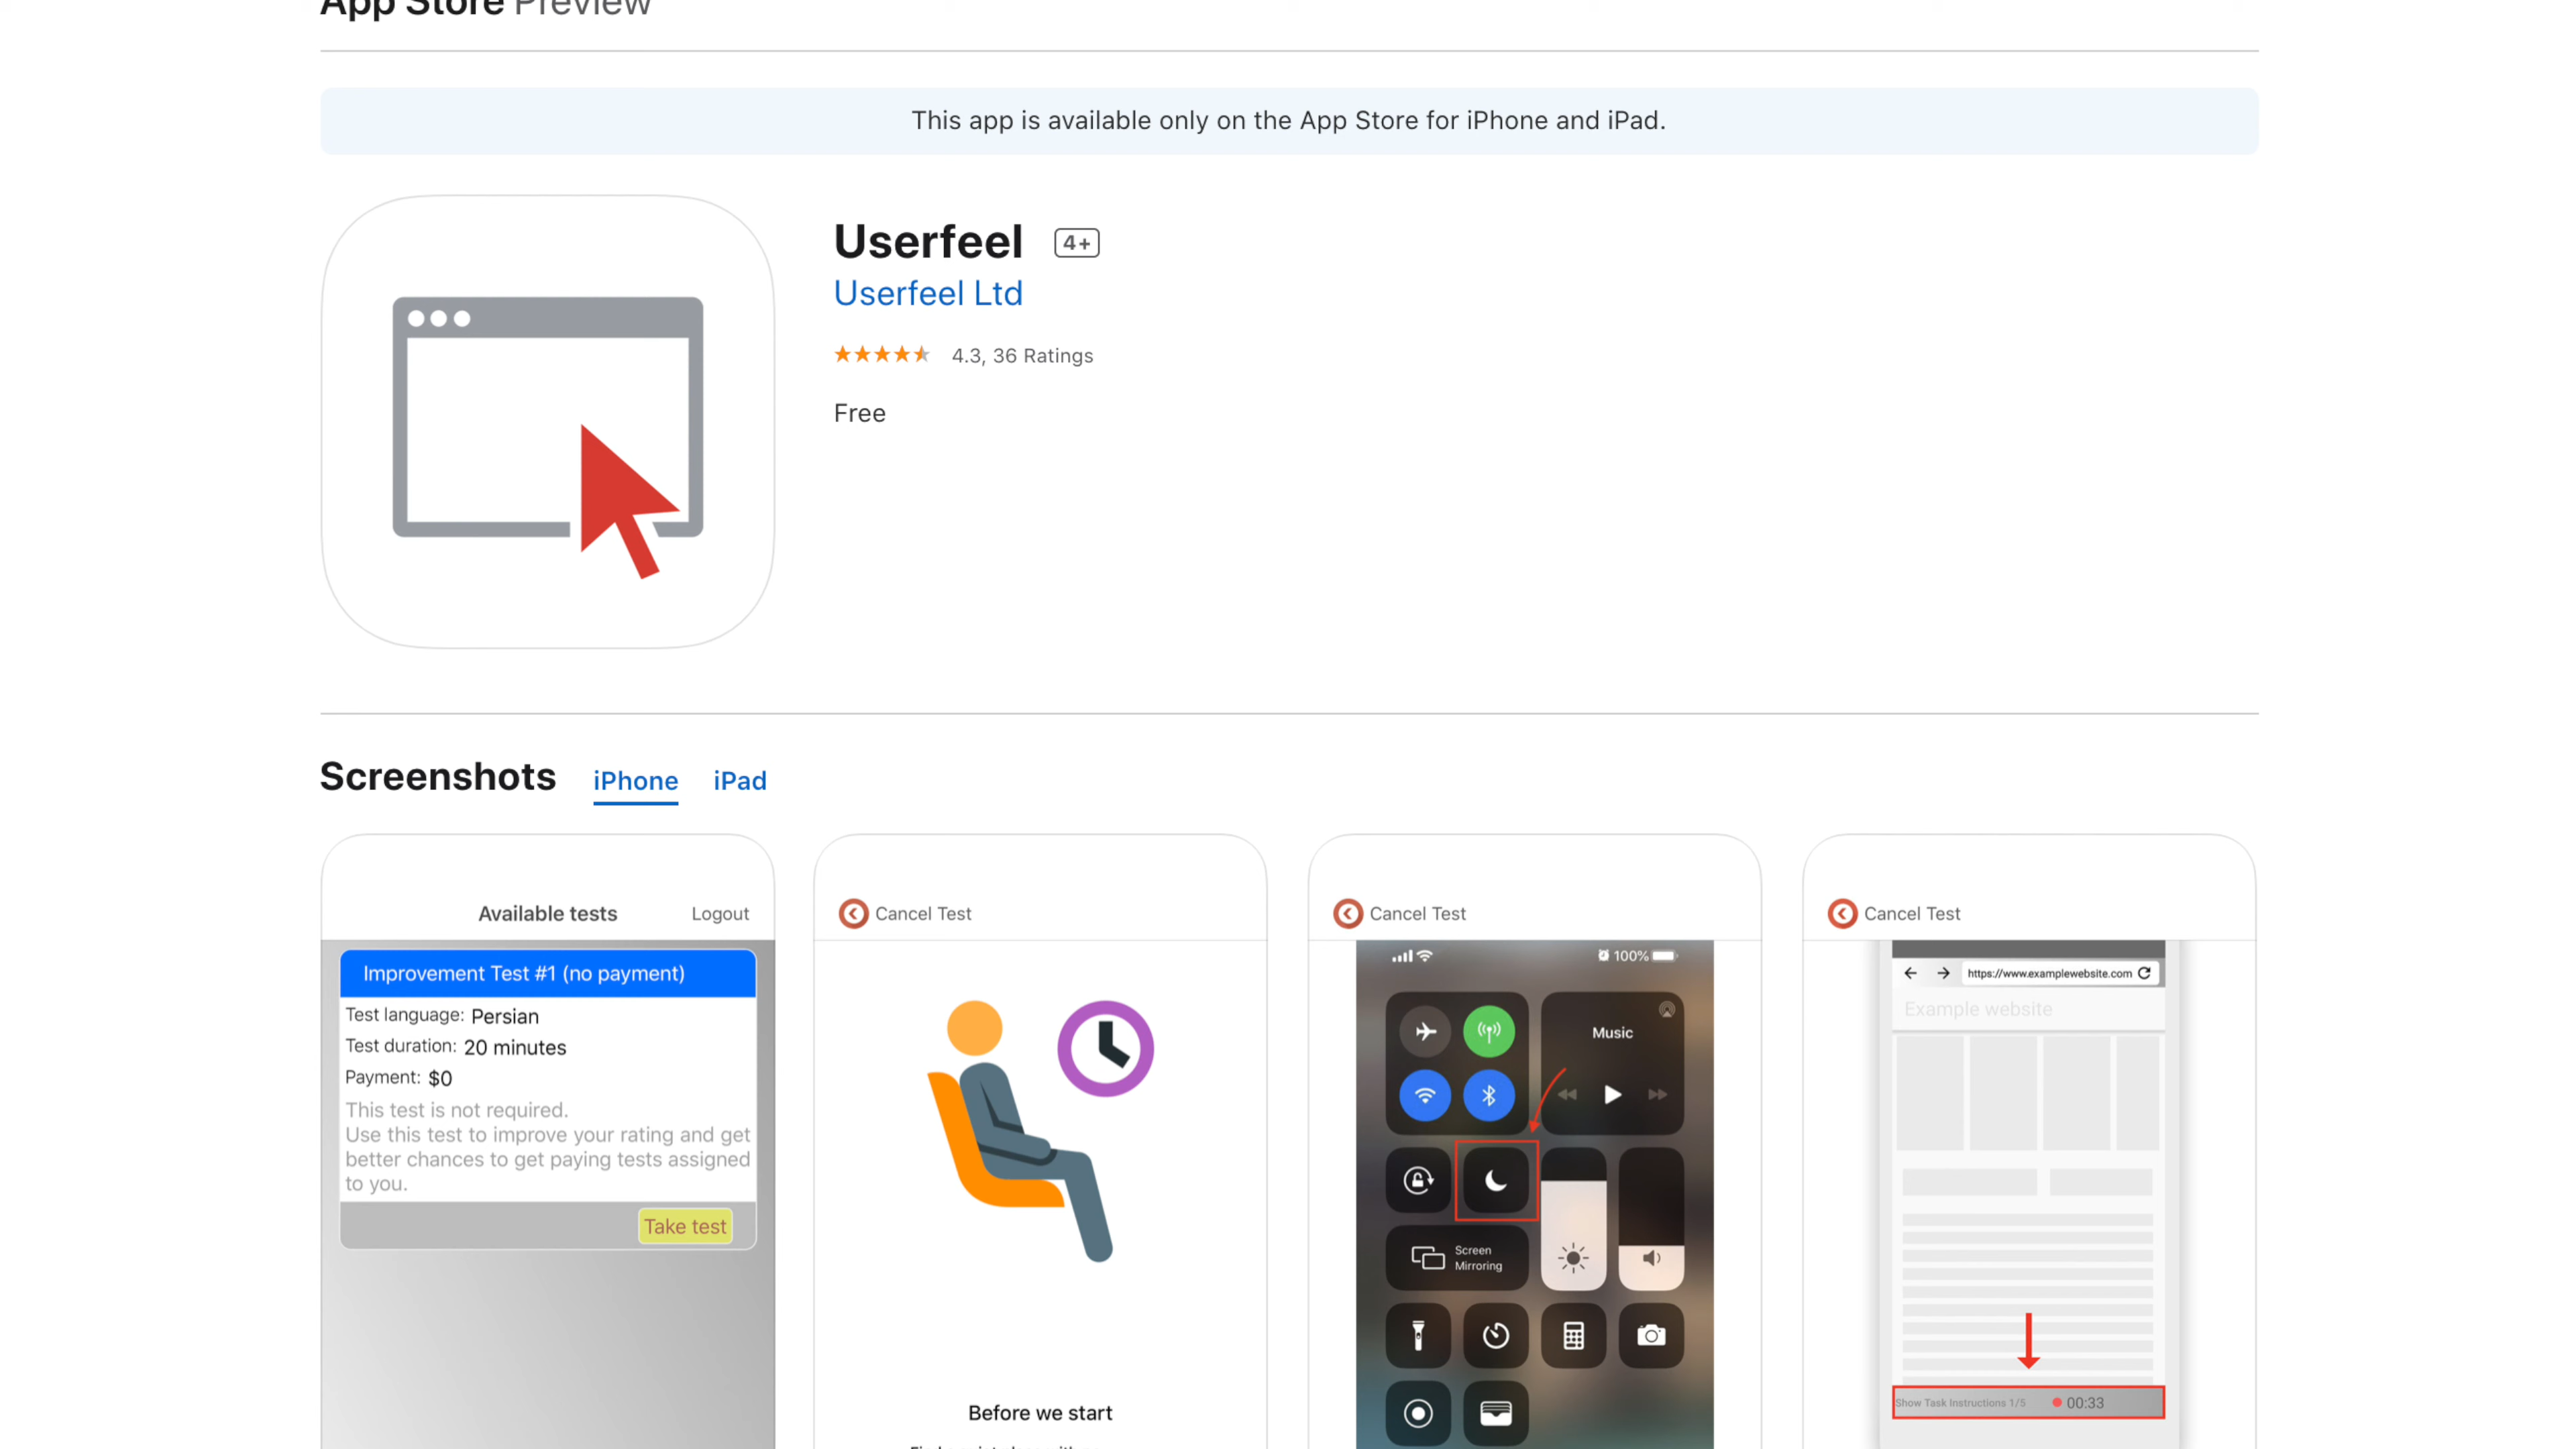 App Store Preview
This app is available only on the App Store for iPhone and iPad.
Userfeel 4+
Userfeel Ltd
4.3, 36 Ratings
Free
Screenshots iPhone iPad
Available tests Logout
Improvement Test #1 (no payment)
Test language: Persian
Test duration: 20 minutes
Payment: $0
This test is not required.
Use this test to improve your rating and get
better chances to get paying tests assigned
to you.
Take test
Cancel Test
Before we start
Cancel Test
100%
Music
Screen
Mirroring
Cancel Test
https://www.examplewebsite.com
Example website
Show Task Instructions 1/5 00:33